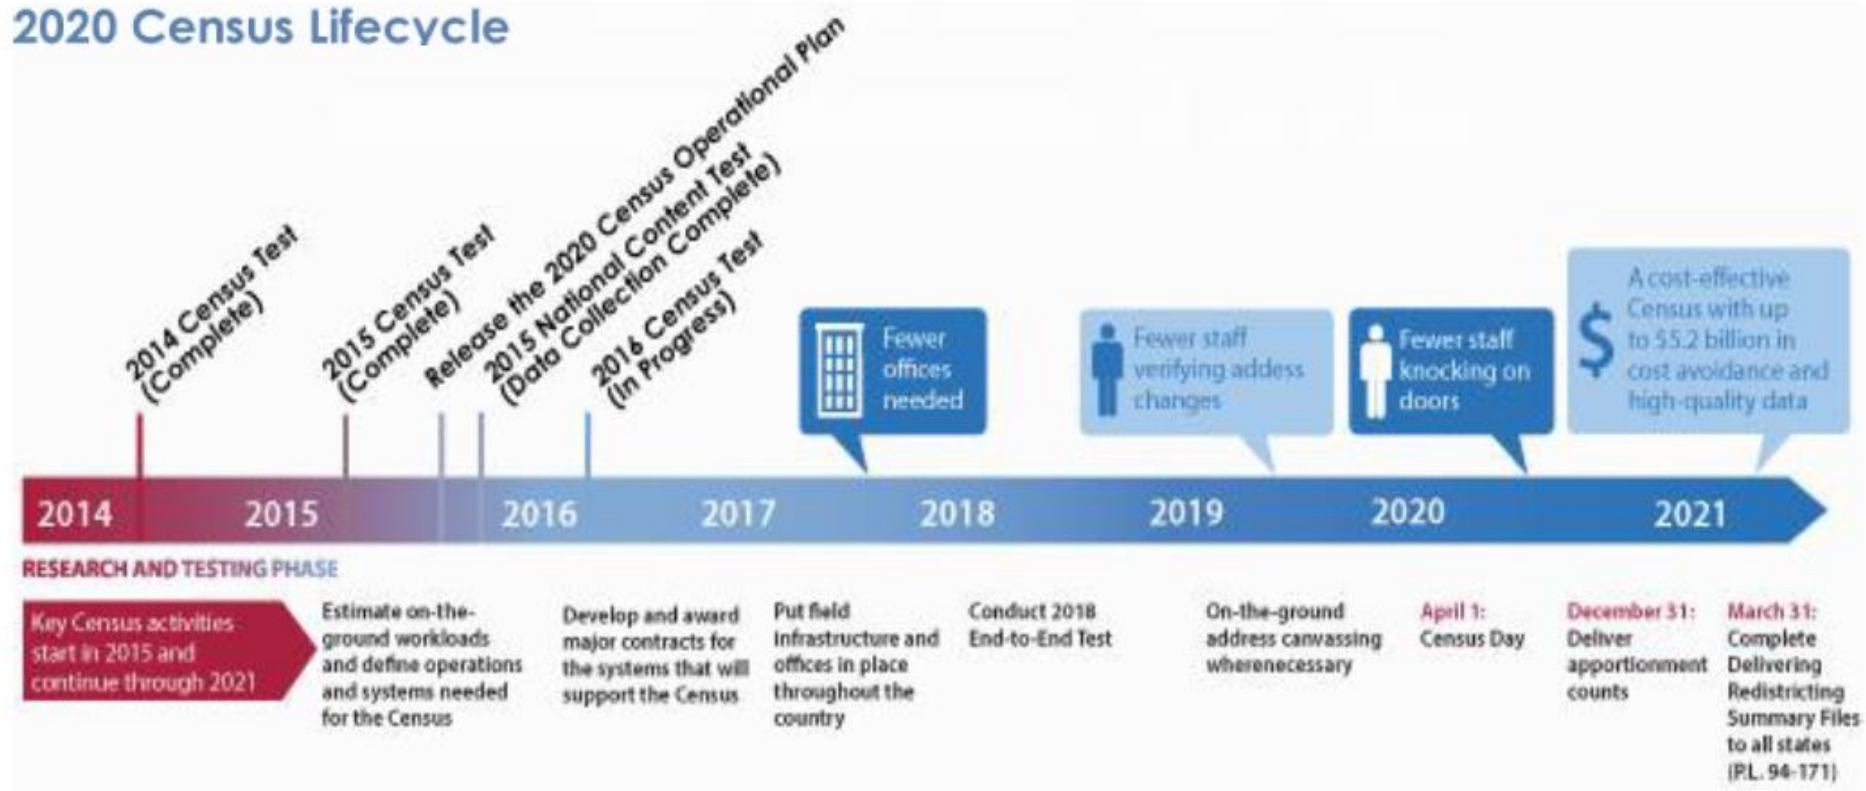 2020 Census Lifecycle
2014 Census Test
(Complete)
2015 Census Test
(Complete)
Release the 2020 Census Operational Plan
2015 National Content Test
(Data Collection Complete)
2016 Census Test
(In Progress)
Fewer
offices
needed
Fewer staff
verifying addess
changes
Fewer staff
knocking on
doors
$
A cost-effective
Census with up
to $5.2 billion in
cost avoidance and
high-quality data
2014
2015
2016
2017
2018
2019
2020
2021
RESEARCH AND TESTING PHASE
Key Census activities
start in 2015 and
continue through 2021
Estimate on-the-
ground workloads
and define operations
and systems needed
for the Census
Develop and award
major contracts for
the systems that will
support the Census
Put field
Infrastructure and
offices in place
throughout the
country
Conduct 2018
End-to-End Test
On-the-ground
address canwassing
wherenecessary
April 1:
Census Day
December 31:
Deliver
apportionment
counts
March 31:
Complete
Delivering
Redistricting
Summary Files
to all states
(P.L. 94-171)